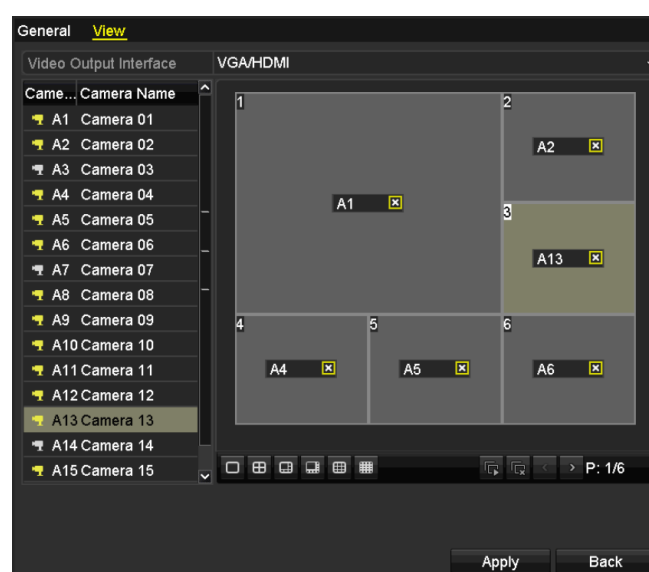 General View
Video Output Interface VGA/HDMI
Came... Camera Name
A1 Camera 01
A2 Camera 02
A3 Camera 03
A4 Camera 04
A5 Camera 05
A6 Camera 06
A7 Camera 07
A8 Camera 08
A9 Camera 09
A10 Camera 10
A11 Camera 11
A12 Camera 12
A13 Camera 13
A14 Camera 14
A15 Camera 15
1
A1
2
A2
3
A13
4
A4
5
A5
6
A6
P: 1/6
Apply Back